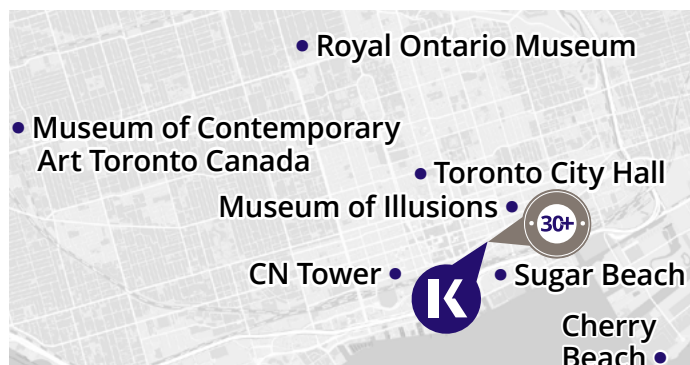 Royal Ontario Museum
Museum of Contemporary
Art Toronto Canada
Toronto City Hall
Museum of Illusions
30+
CN Tower
K
Sugar Beach
Cherry
Beach